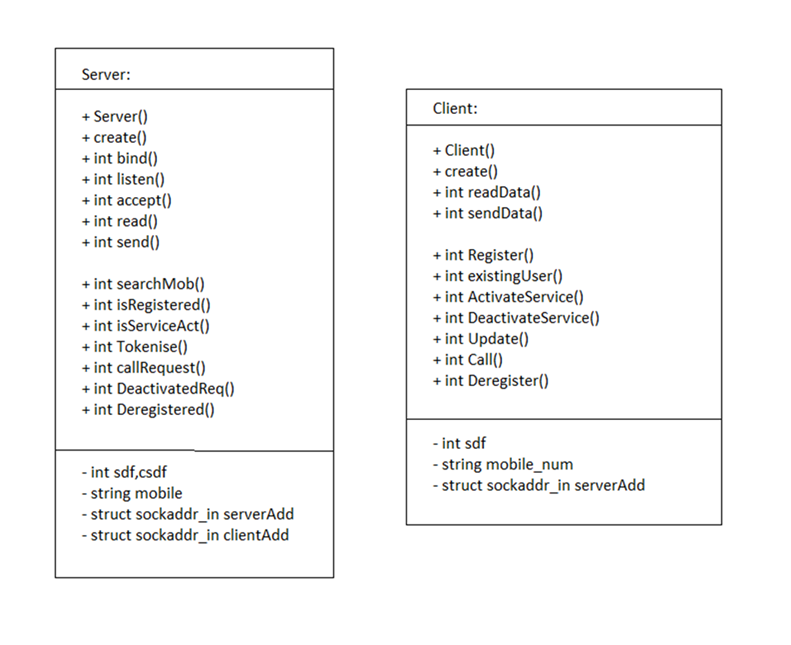 Server:
+ Server()
+ create()
+ int bind()
+ int listen()
+ int accept()
+ int read()
+ int send()
+ int searchMob()
+ int isRegistered()
+ int isServiceAct()
+ int Tokenise()
+ int callRequest()
+ int DeactivatedReq()
+ int Deregistered()
- int sdf,csdf
- string mobile
- struct sockaddr_in serverAdd
- struct sockaddr_in clientAdd
Client:
+ Client()
+ create()
+ int readData()
+ int sendData()
+ int Register()
+ int existingUser()
+ int ActivateService()
+ int DeactivateService()
+ int Update()
+ int Call()
+ int Deregister()
- int sdf
- string mobile_num
- struct sockaddr_in serverAdd